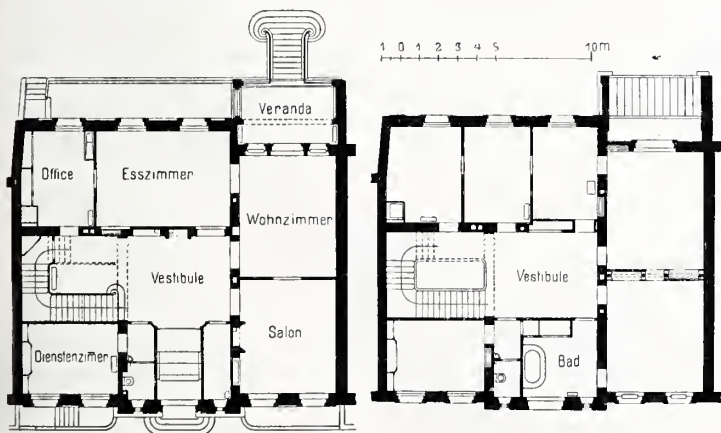 1 0 1 2 3 4 5 10m
Veranda
Office
Esszimmer
Wohnzimmer
Vestibule
Salon
Dienstenzimmer
Vestibule
Bad